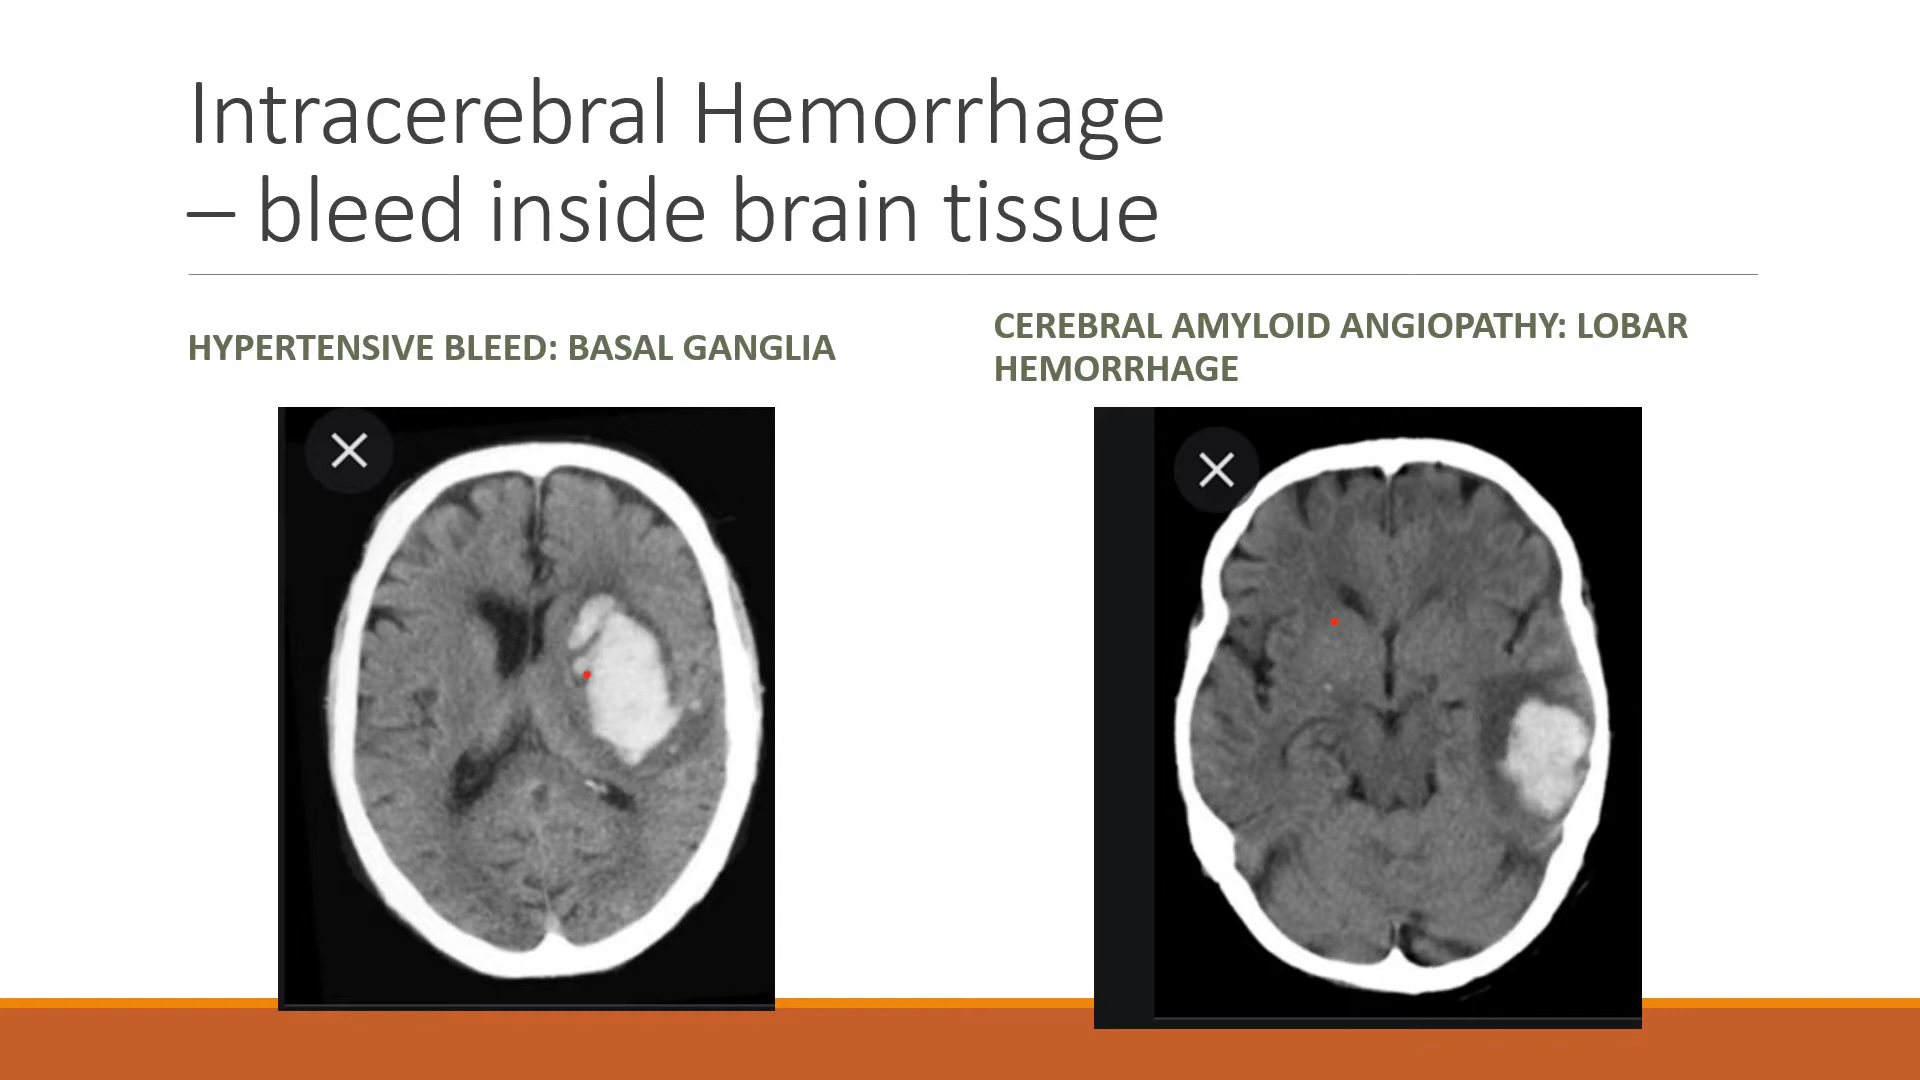 Intracerebral Hemorrhage
– bleed inside brain tissue
HYPERTENSIVE BLEED: BASAL GANGLIA
CEREBRAL AMYLOID ANGIOPATHY: LOBAR
HEMORRHAGE